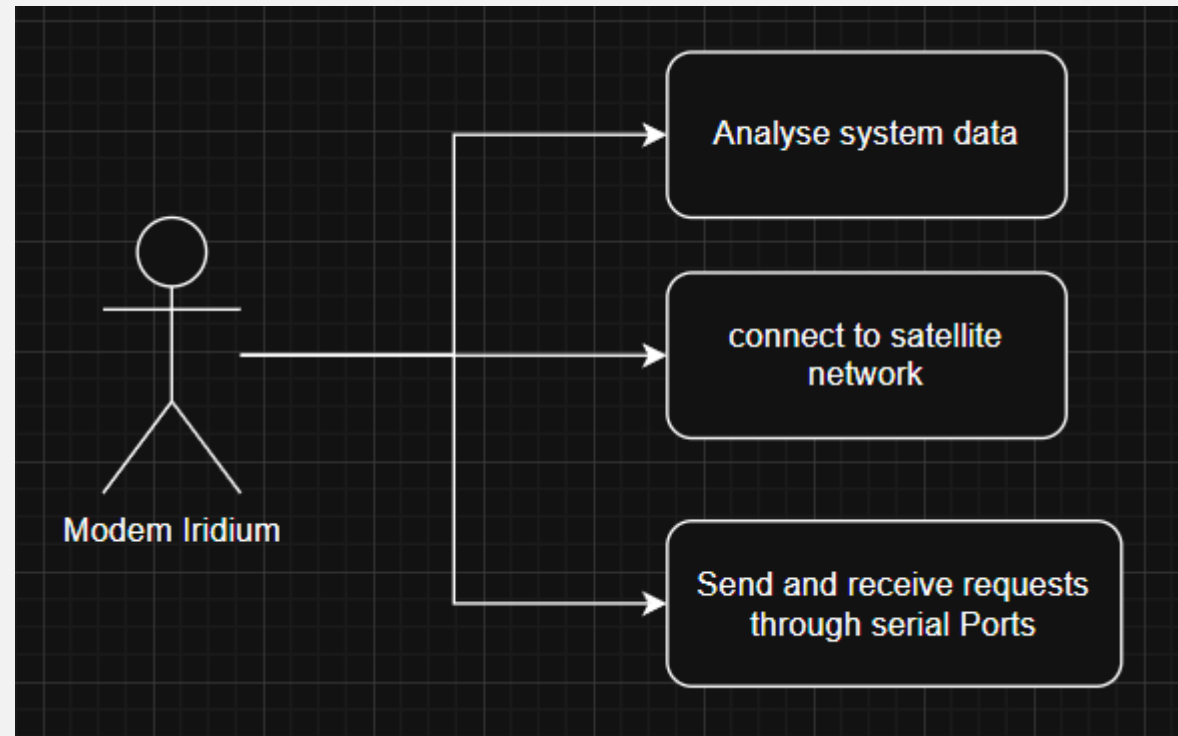 Analyse system data
connect to satellite
network
Modem Iridium
Send and receive requests
through serial Ports